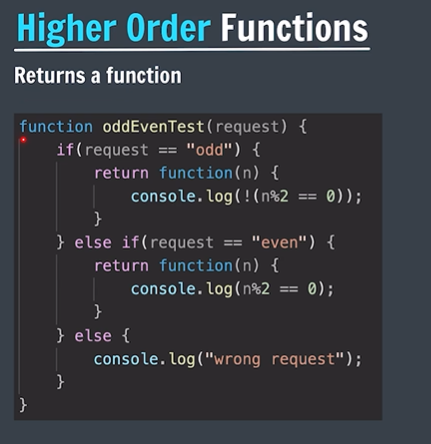 Higher Order Functions
Returns a function
function oddEvenTest(request) {
    if(request == "odd") {
        return function(n) {
            console.log(!(n%2 == 0));
        }
    } else if(request == "even") {
        return function(n) {
            console.log(n%2 == 0);
        }
    } else {
        console.log("wrong request");
    }
}